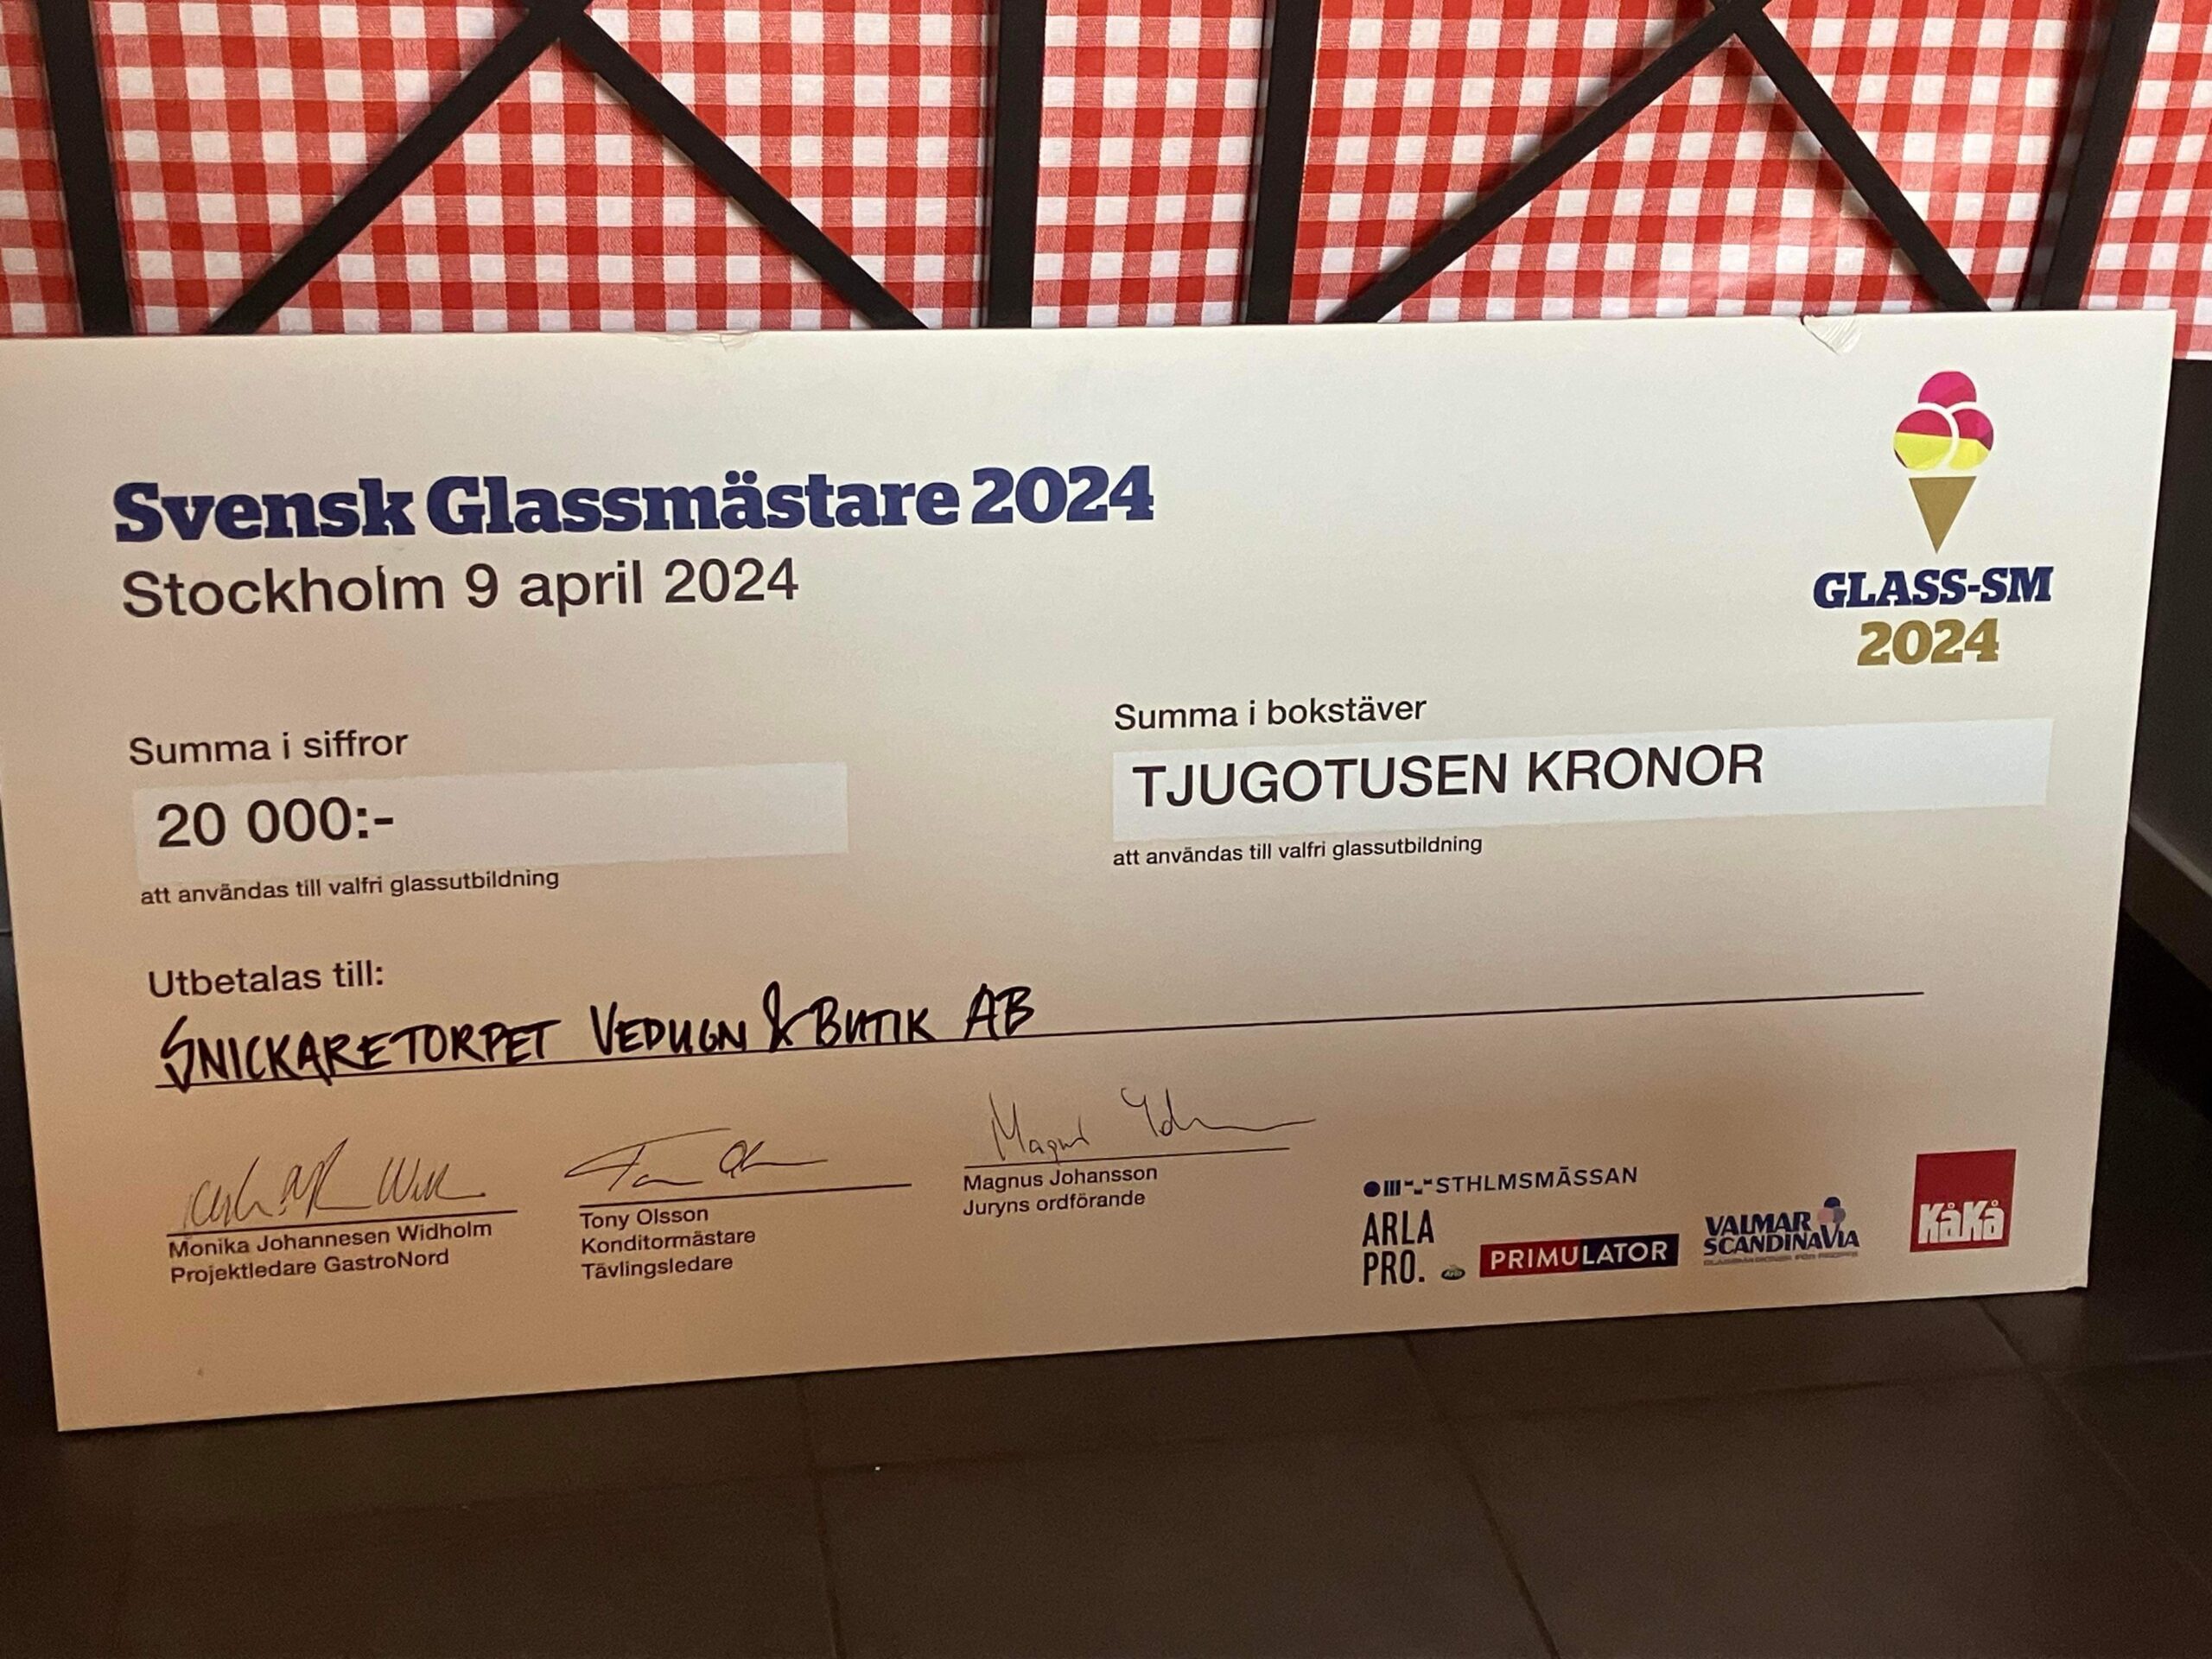 Svensk Glassmästare 2024
Stockholm 9 april 2024
GLASS-SM
2024
Summa i siffror
20 000:-
att användas till valfri glassutbildning
Summa i bokstäver
TJUGOTUSEN KRONOR
att användas till valfri glassutbildning
Utbetalas till:
SNICKARETORPET VEDUGN & BUTIK AB
Monika Johannesen Widholm
Projektledare GastroNord
Tony Olsson
Konditormästare
Tävlingsledare
Magnus Johansson
Juryns ordförande
STHLMSMÄSSAN
ARLA
PRO.
PRIMULATOR
VALMAR
SCANDINAVIA
KåKå